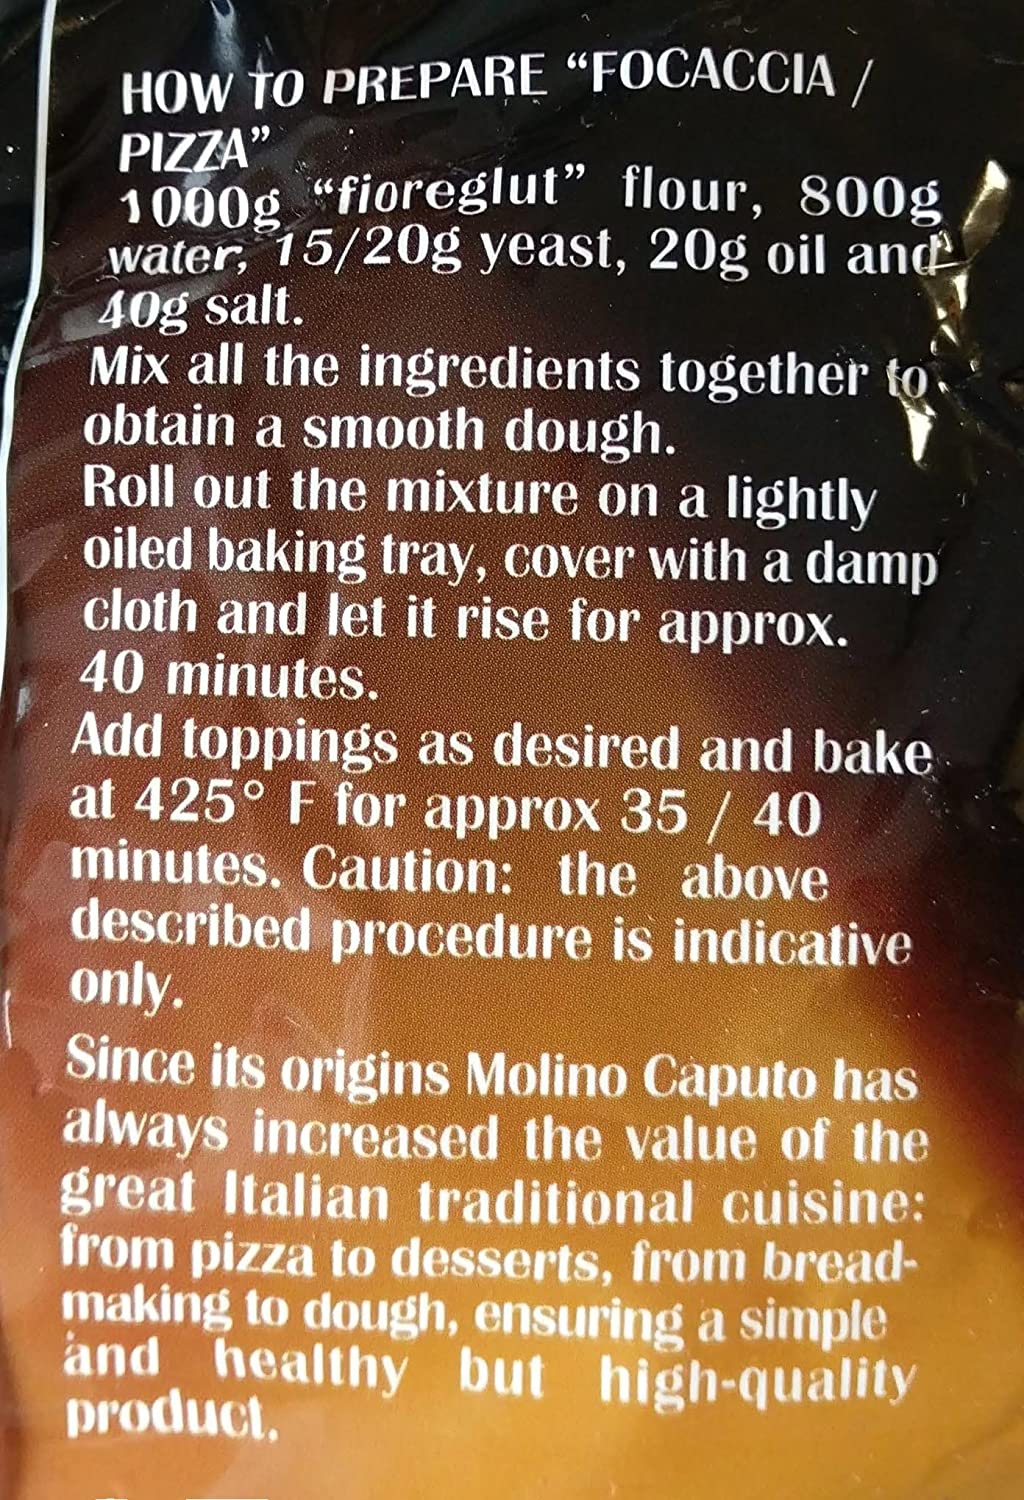 HOW TO PREPARE “FOCACCIA /
PIZZA”
1000g “fioreglut” flour, 800g
water, 15/20g yeast, 20g oil and
40g salt.
Mix all the ingredients together to
obtain a smooth dough.
Roll out the mixture on a lightly
oiled baking tray, cover with a damp
cloth and let it rise for approx.
40 minutes.
Add toppings as desired and bake
at 425° F for approx 35 / 40
minutes. Caution: the above
described procedure is indicative
only.
Since its origins Molino Caputo has
always increased the value of the
great Italian traditional cuisine:
from pizza to desserts, from bread-
making to dough, ensuring a simple
and healthy but high-quality
product.